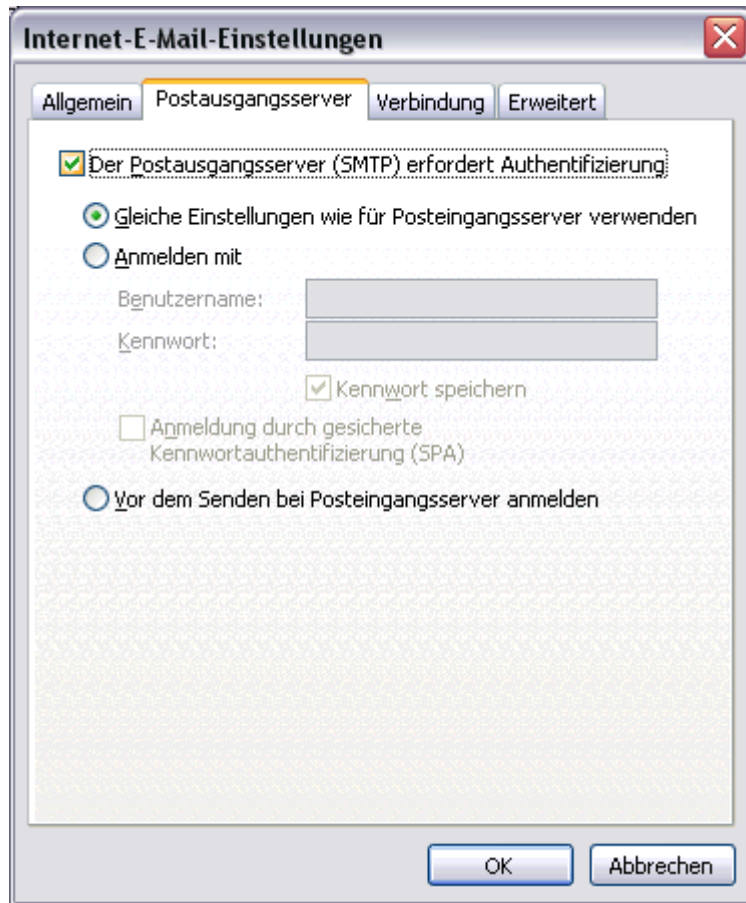 Internet-E-Mail-Einstellungen
Allgemein Postausgangsserver Verbindung Erweitert
Der Postausgangsserver (SMTP) erfordert Authentifizierung
Gleiche Einstellungen wie für Posteingangsserver verwenden
Anmelden mit
Benutzername:
Kennwort:
Kennwort speichern
Anmeldung durch gesicherte
Kennwortauthentifizierung (SPA)
Vor dem Senden bei Posteingangsserver anmelden
OK Abbrechen